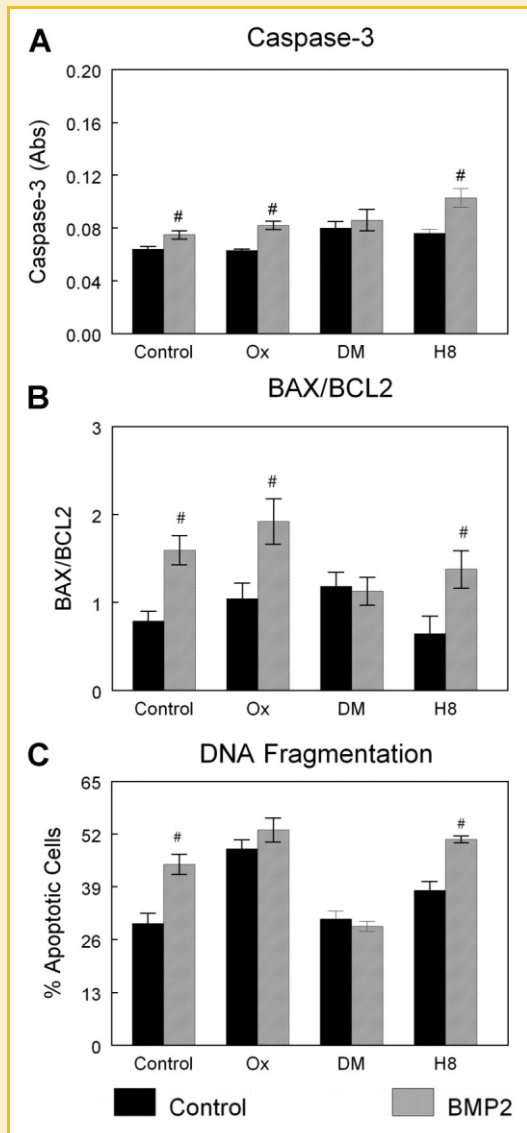 A Caspase-3
0.20
0.16
0.12
0.08
0.04
0.00
Caspase-3 (Abs)
# # #
Control Ox DM H8
B BAX/BCL2
3
2
1
0
BAX/BCL2
# # #
Control Ox DM H8
C DNA Fragmentation
65
52
39
26
13
0
% Apoptotic Cells
# #
Control Ox DM H8
Control BMP2